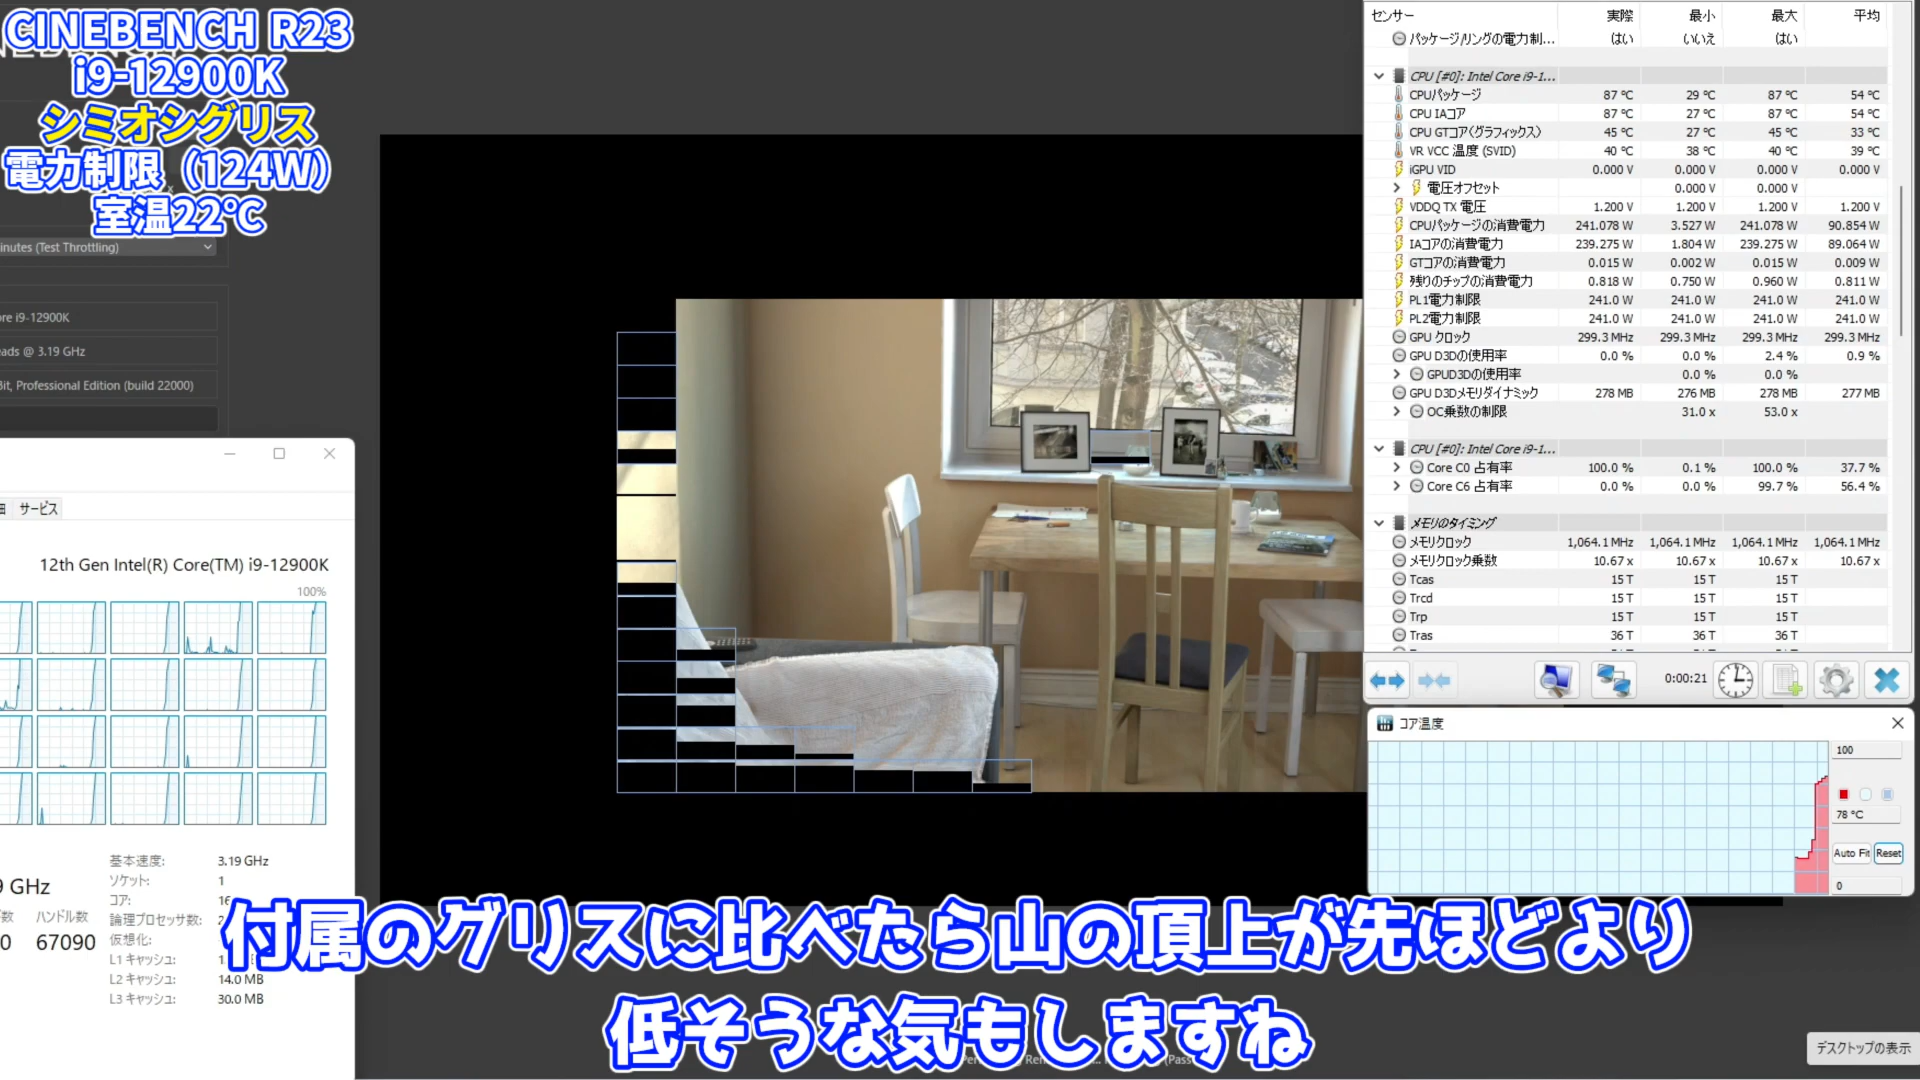 CINEBENCH R23
i9-12900K
シミオシグリス
電力制限（124W）
室温22℃
inutes (Test Throttling)
ore i9-12900K
ads @ 3.19 GHz
Bit, Professional Edition (build 22000)
サービス
12th Gen Intel(R) Core(TM) i9-12900K
100%
基本速度: 3.19 GHz
ソケット: 1
コア:
論理プロセッサ数:
仮想化:
L1 キャッシュ:
L2 キャッシュ: 14.0 MB
L3 キャッシュ: 30.0 MB
9 GHz
数 ハンドル数
0 67090
センサー 実際 最小 最大 平均
パッケージ/リングの電力制... はい いいえ はい
CPU [#0]: Intel Core i9-1...
CPUパッケージ 87 ℃ 29 ℃ 87 ℃ 54 ℃
CPU IAコア 87 ℃ 27 ℃ 87 ℃ 54 ℃
CPU GTコア(グラフィックス) 45 ℃ 27 ℃ 45 ℃ 33 ℃
VR VCC 温度 (SVID) 40 ℃ 38 ℃ 40 ℃ 39 ℃
iGPU VID 0.000 V 0.000 V 0.000 V 0.000 V
電圧オフセット 0.000 V 0.000 V
VDDQ TX 電圧 1.200 V 1.200 V 1.200 V 1.200 V
CPUパッケージの消費電力 241.078 W 3.527 W 241.078 W 90.854 W
IAコアの消費電力 239.275 W 1.804 W 239.275 W 89.064 W
GTコアの消費電力 0.015 W 0.002 W 0.015 W 0.009 W
残りのチップの消費電力 0.818 W 0.750 W 0.960 W 0.811 W
PL1電力制限 241.0 W 241.0 W 241.0 W 241.0 W
PL2電力制限 241.0 W 241.0 W 241.0 W 241.0 W
GPU クロック 299.3 MHz 299.3 MHz 299.3 MHz 299.3 MHz
GPU D3Dの使用率 0.0 % 0.0 % 2.4 % 0.9 %
GPUD3Dの使用率 0.0 % 0.0 %
GPU D3Dメモリダイナミック 278 MB 276 MB 278 MB 277 MB
OC乗数の制限 31.0 x 53.0 x
CPU [#0]: Intel Core i9-1...
Core C0 占有率 100.0 % 0.1 % 100.0 % 37.7 %
Core C6 占有率 0.0 % 0.0 % 99.7 % 56.4 %
メモリのタイミング
メモリクロック 1,064.1 MHz 1,064.1 MHz 1,064.1 MHz 1,064.1 MHz
メモリクロック乗数 10.67 x 10.67 x 10.67 x 10.67 x
Tcas 15 T 15 T 15 T
Trcd 15 T 15 T 15 T
Trp 15 T 15 T 15 T
Tras 36 T 36 T 36 T
0:00:21
コア温度
100
78 °C
Auto Fit Reset
0
付属のグリスに比べたら山の頂上が先ほどより
低そうな気もしますね
デスクトップの表示